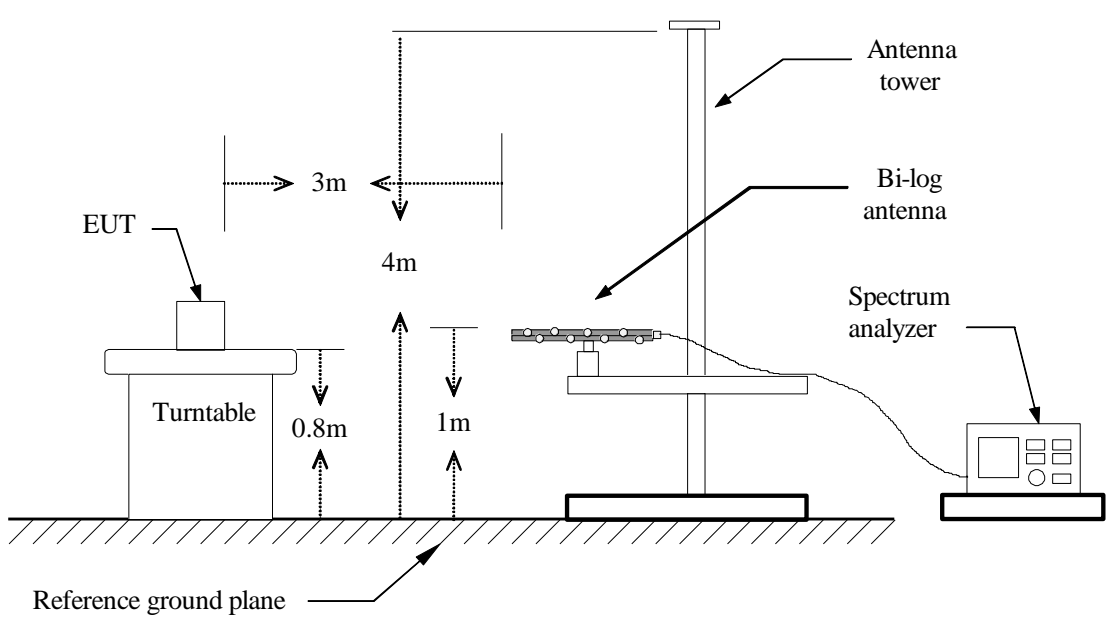 Antenna
tower
3m
Bi-log
antenna
EUT
4m
Spectrum
analyzer
Turntable
0.8m
1m
Reference ground plane